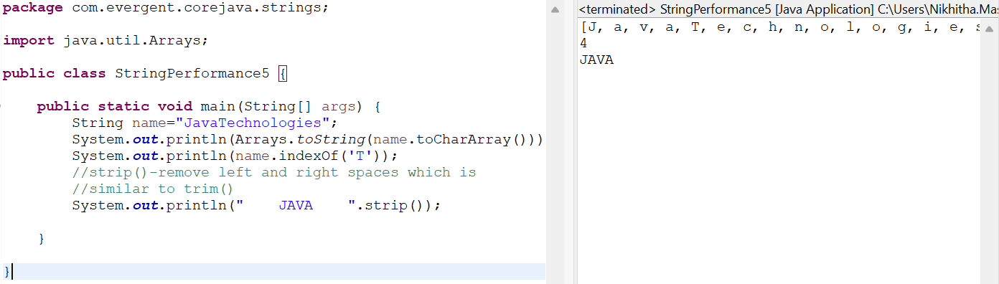 package com.evergent.corejava.strings;
import java.util.Arrays;
public class StringPerformance5 {
public static void main(String[] args) {
String name="JavaTechnologies";
System.out.println(Arrays.toString(name.toCharArray()))
System.out.println(name.indexOf('T'));
//strip()-remove left and right spaces which is
//similar to trim()
System.out.println("    JAVA    ".strip());
}
}
<terminated> StringPerformance5 [Java Application] C:\Users\Nikhitha.Mas
[J, a, v, a, T, e, c, h, n, o, l, o, g, i, e, s
4
JAVA